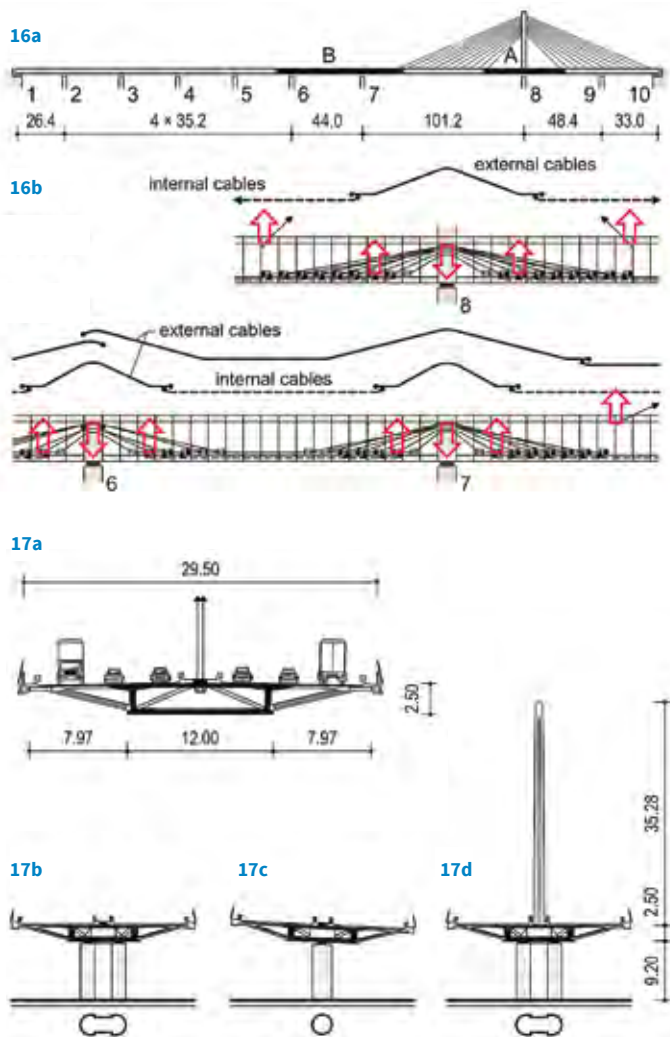 16a
B
A
1 2 3 4 5 6 7 8 9 10
26.4 4 × 35.2 44.0 101.2 48.4 33.0
16b
external cables
internal cables
8
external cables
internal cables
6 7
17a
29.50
2.50
7.97 12.00 7.97
17b
17c
17d
35.28
2.50
9.20